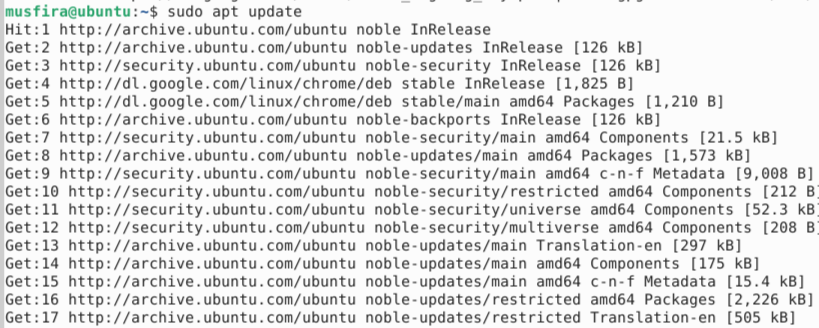 musfira@ubuntu:~$ sudo apt update
Hit:1 http://archive.ubuntu.com/ubuntu noble InRelease
Get:2 http://archive.ubuntu.com/ubuntu noble-updates InRelease [126 kB]
Get:3 http://security.ubuntu.com/ubuntu noble-security InRelease [126 kB]
Get:4 http://dl.google.com/linux/chrome/deb stable InRelease [1,825 B]
Get:5 http://dl.google.com/linux/chrome/deb stable/main amd64 Packages [1,210 B]
Get:6 http://archive.ubuntu.com/ubuntu noble-backports InRelease [126 kB]
Get:7 http://security.ubuntu.com/ubuntu noble-security/main amd64 Components [21.5 kB]
Get:8 http://archive.ubuntu.com/ubuntu noble-updates/main amd64 Packages [1,573 kB]
Get:9 http://security.ubuntu.com/ubuntu noble-security/main amd64 c-n-f Metadata [9,008 B]
Get:10 http://security.ubuntu.com/ubuntu noble-security/restricted amd64 Components [212 B]
Get:11 http://security.ubuntu.com/ubuntu noble-security/universe amd64 Components [52.3 kB]
Get:12 http://security.ubuntu.com/ubuntu noble-security/multiverse amd64 Components [208 B]
Get:13 http://archive.ubuntu.com/ubuntu noble-updates/main Translation-en [297 kB]
Get:14 http://archive.ubuntu.com/ubuntu noble-updates/main amd64 Components [175 kB]
Get:15 http://archive.ubuntu.com/ubuntu noble-updates/main amd64 c-n-f Metadata [15.4 kB]
Get:16 http://archive.ubuntu.com/ubuntu noble-updates/restricted amd64 Packages [2,226 kB]
Get:17 http://archive.ubuntu.com/ubuntu noble-updates/restricted Translation-en [505 kB]